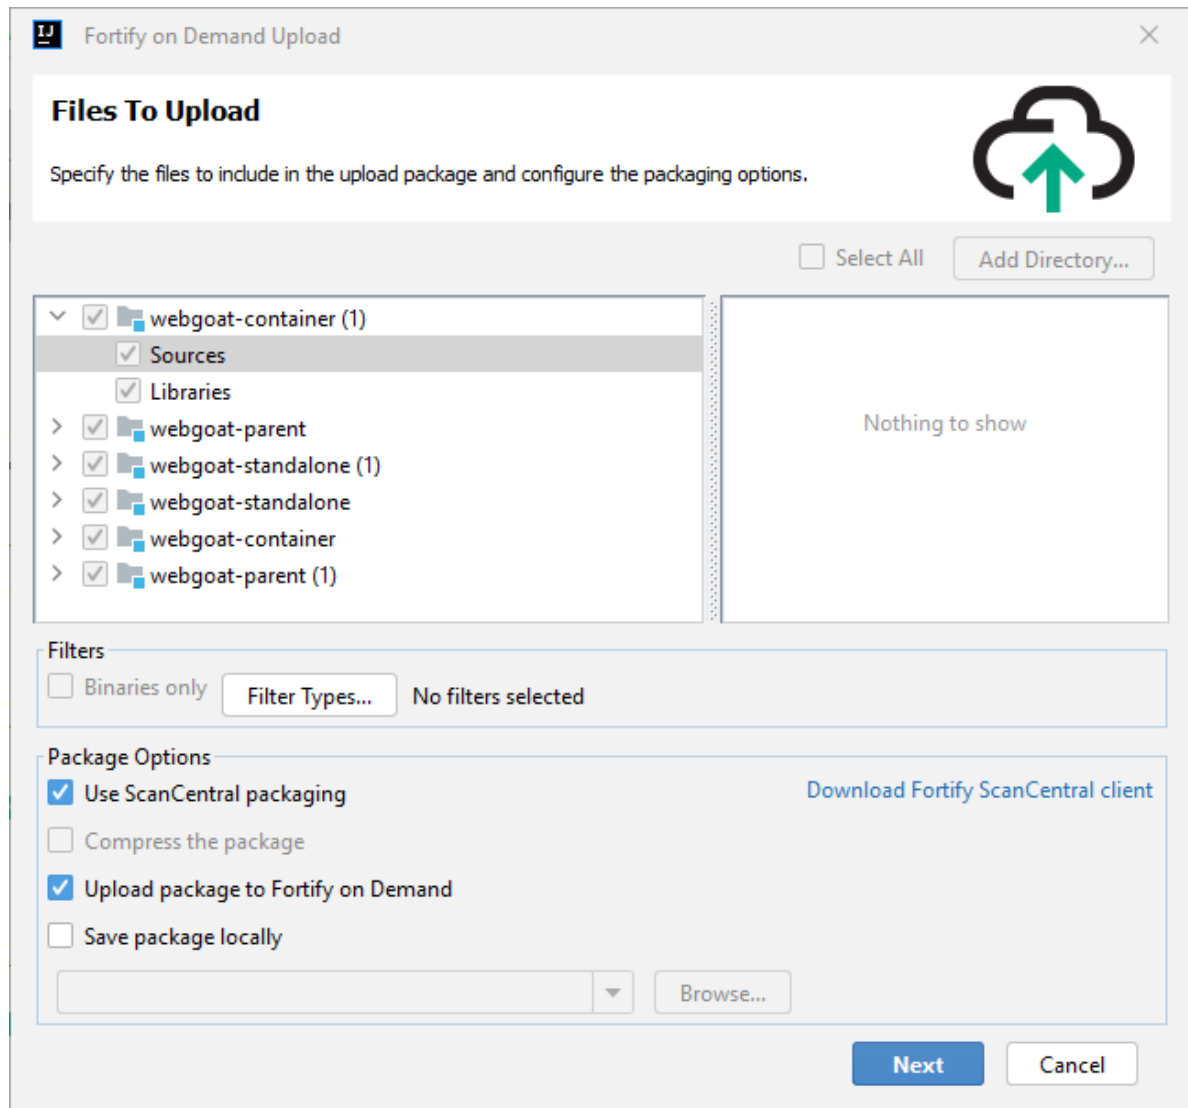 IJ
Fortify on Demand Upload
Files To Upload
Specify the files to include in the upload package and configure the packaging options.
Select All
Add Directory...
webgoat-container (1)
Sources
Libraries
webgoat-parent
webgoat-standalone (1)
webgoat-standalone
webgoat-container
webgoat-parent (1)
Nothing to show
Filters
Binaries only
Filter Types...
No filters selected
Package Options
Use ScanCentral packaging
Download Fortify ScanCentral client
Compress the package
Upload package to Fortify on Demand
Save package locally
Browse...
Next
Cancel